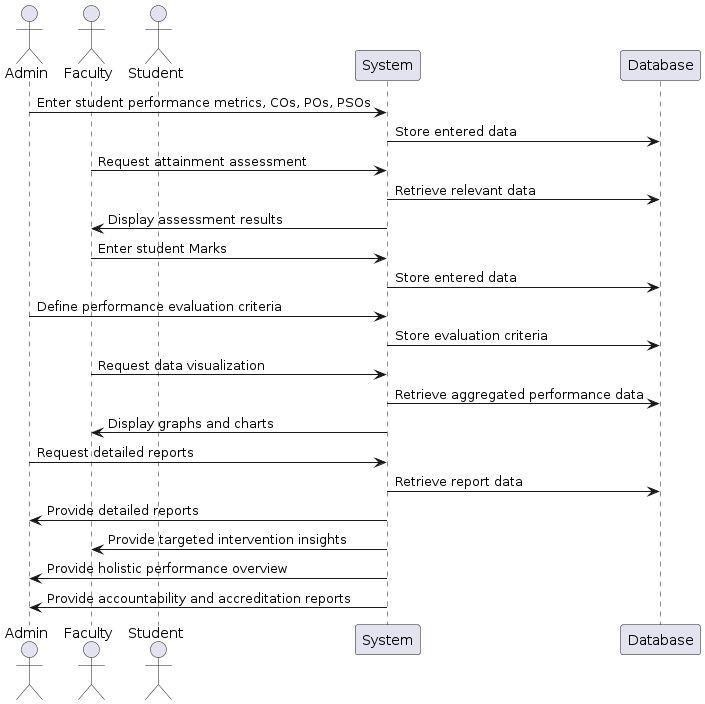 Admin Faculty Student System Database
Enter student performance metrics, COs, POs, PSOs
Store entered data
Request attainment assessment
Retrieve relevant data
Display assessment results
Enter student Marks
Store entered data
Define performance evaluation criteria
Store evaluation criteria
Request data visualization
Retrieve aggregated performance data
Display graphs and charts
Request detailed reports
Retrieve report data
Provide detailed reports
Provide targeted intervention insights
Provide holistic performance overview
Provide accountability and accreditation reports
Admin Faculty Student System Database